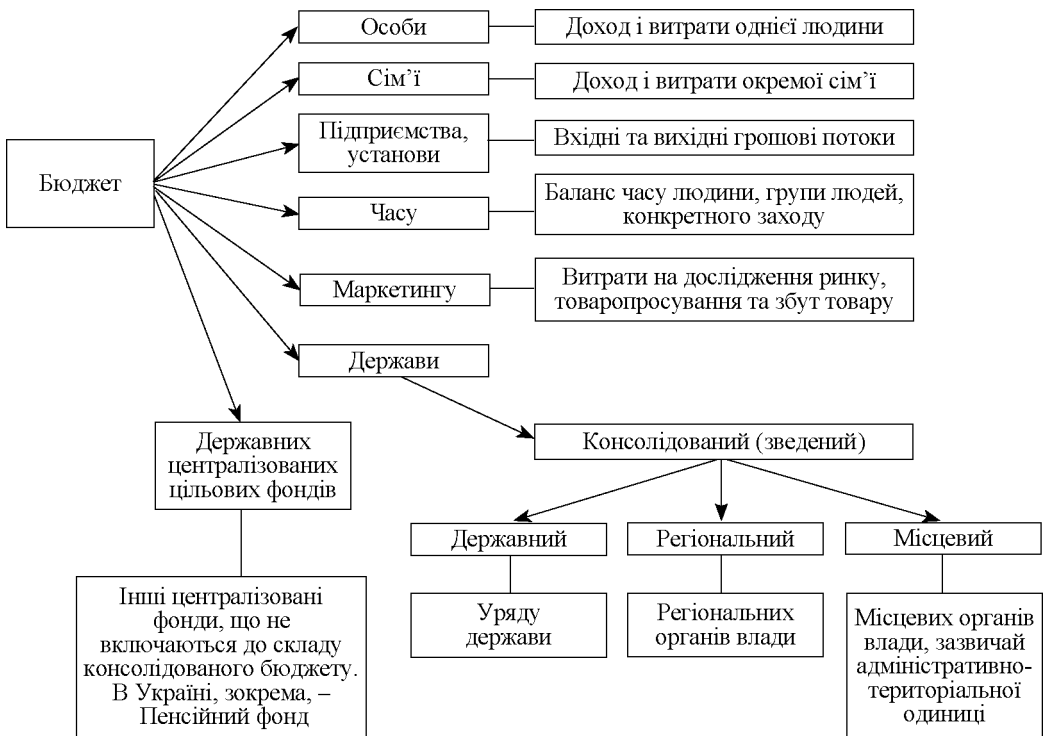 Бюджет
Особи
Доход і витрати однієї людини
Сім’ї
Доход і витрати окремої сім’ї
Підприємства,
установи
Вхідні та вихідні грошові потоки
Часу
Баланс часу людини, групи людей,
конкретного заходу
Маркетингу
Витрати на дослідження ринку,
товаропросування та збут товару
Держави
Державних
централізованих
цільових фондів
Інші централізовані
фонди, що не
включаються до складу
консолідованого бюджету.
В Україні, зокрема, –
Пенсійний фонд
Консолідований (зведений)
Державний
Уряду
держави
Регіональний
Регіональних
органів влади
Місцевий
Місцевих органів
влади, зазвичай
адміністративно-
територіальної
одиниці